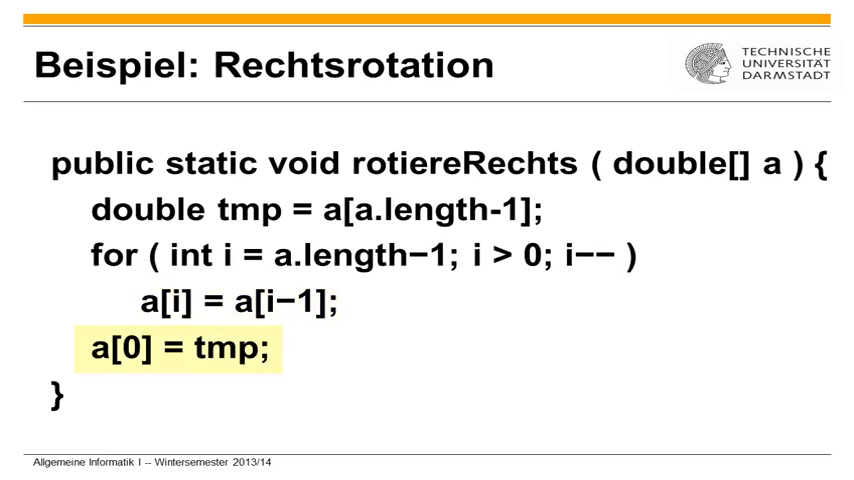 Beispiel: Rechtsrotation
TECHNISCHE
UNIVERSITÄT
DARMSTADT
public static void rotiereRechts ( double[] a ) {
double tmp = a[a.length-1];
for ( int i = a.length−1; i > 0; i−− )
a[i] = a[i−1];
a[0] = tmp;
}
Allgemeine Informatik I -- Wintersemester 2013/14